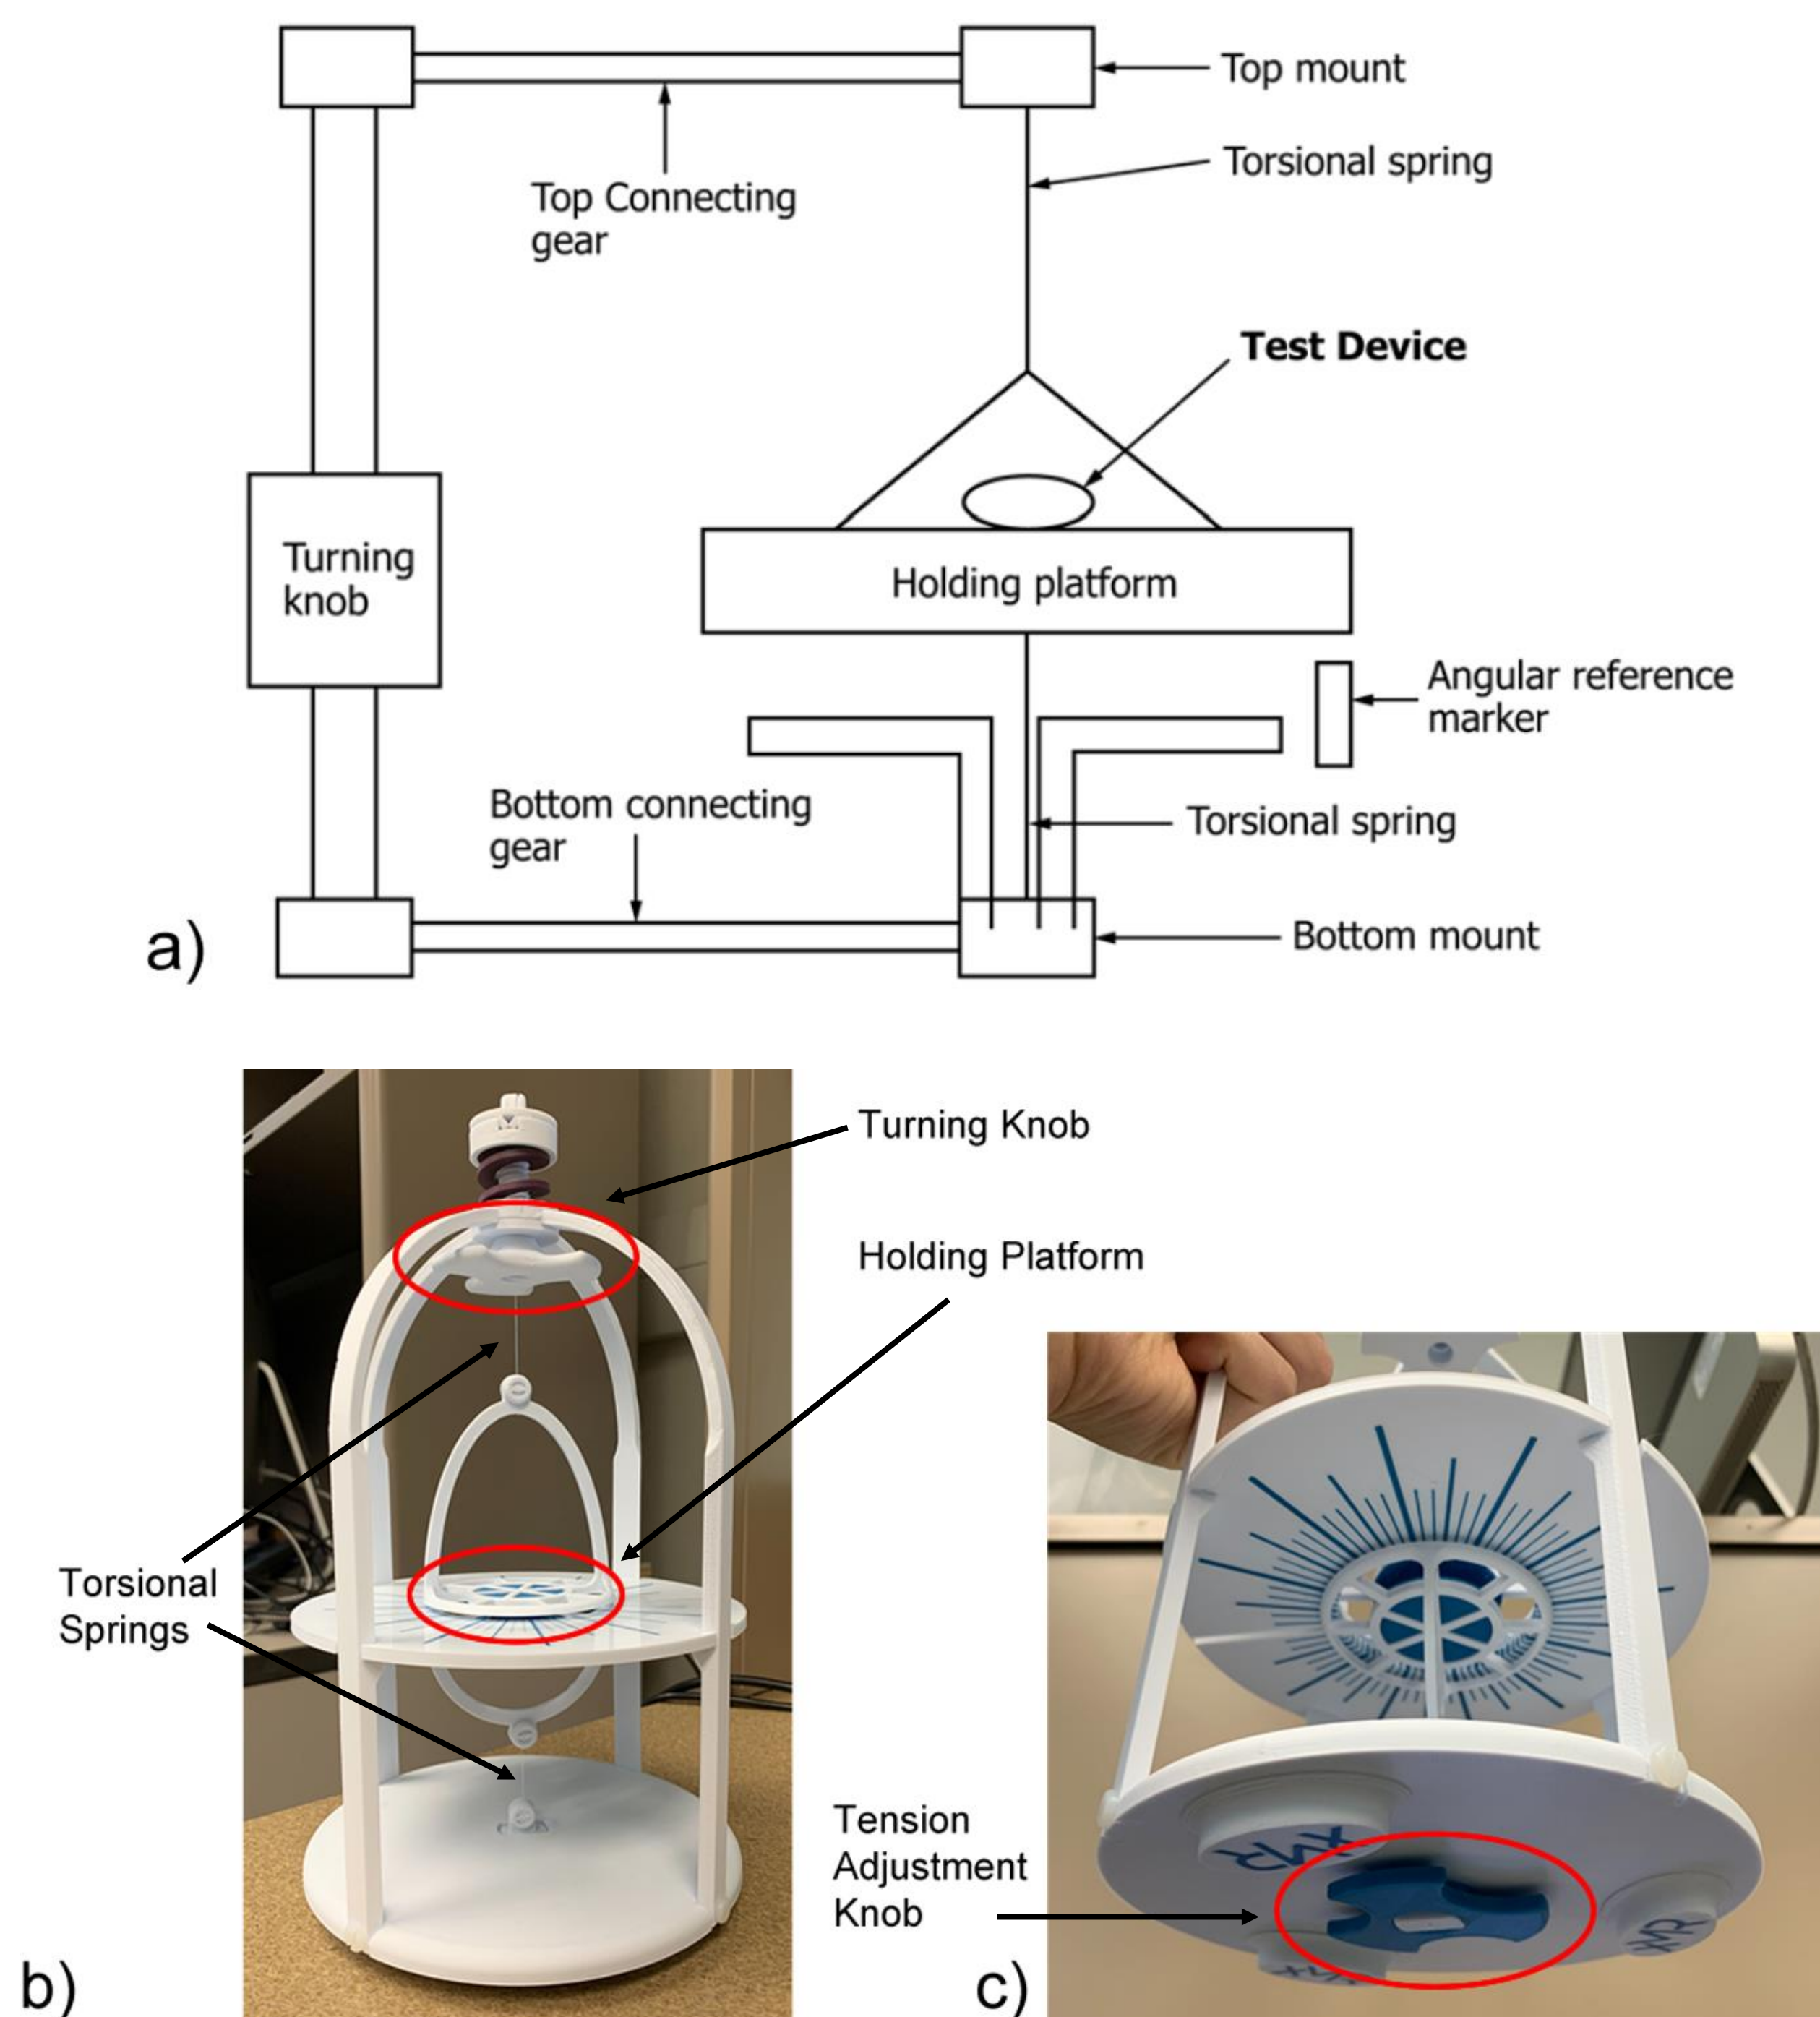 Top mount
Torsional spring
Top Connecting
gear
Test Device
Turning
knob
Holding platform
Angular reference
marker
Bottom connecting
gear
Torsional spring
Bottom mount
a)
Turning Knob
Holding Platform
Torsional
Springs
Tension
Adjustment
Knob
b)
c)